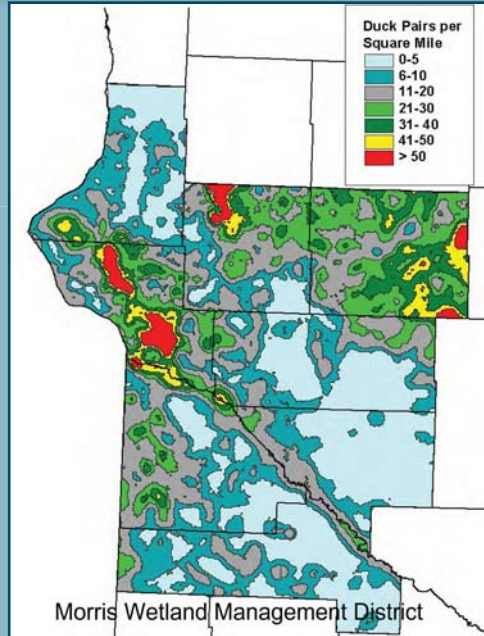 Duck Pairs per
Square Mile
0-5
6-10
11-20
21-30
31- 40
41-50
> 50
Morris Wetland Management District